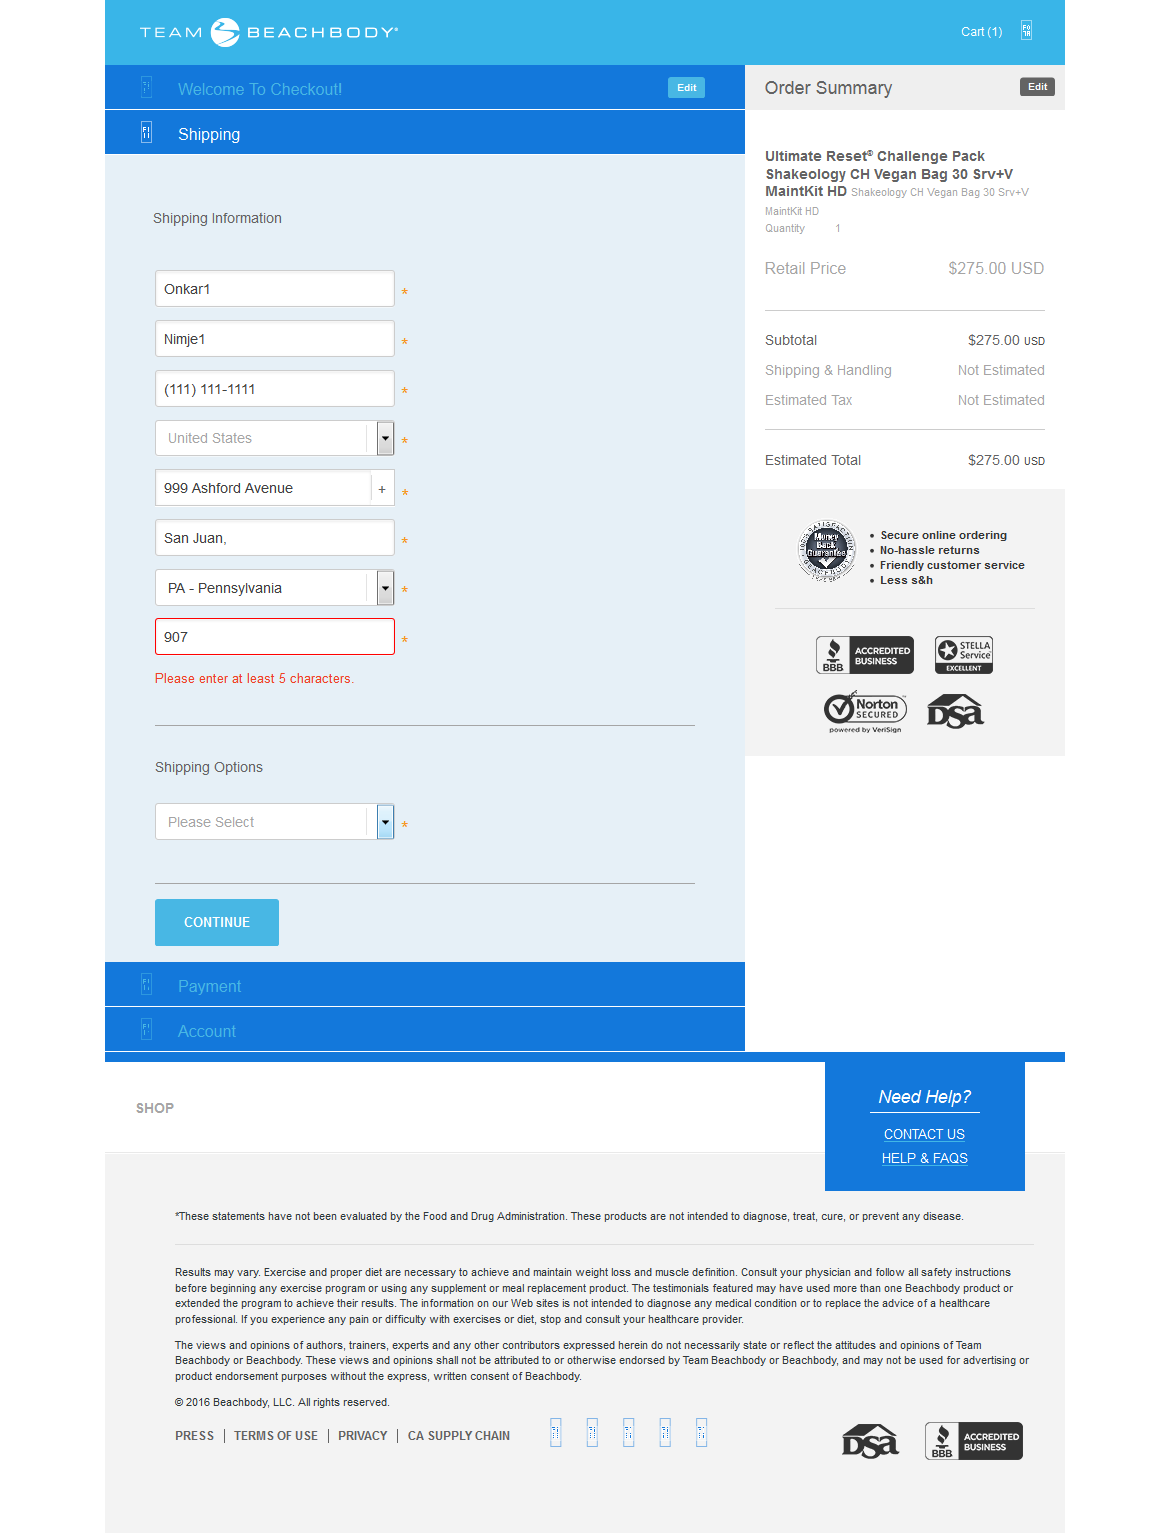 TEAM BEACHBODY®
Cart (1)
Welcome To Checkout!
Edit
Shipping
Shipping Information
Onkar1
*
Nimje1
*
(111) 111-1111
*
United States
*
999 Ashford Avenue
+
*
San Juan,
*
PA - Pennsylvania
*
907
*
Please enter at least 5 characters.
Shipping Options
Please Select
*
CONTINUE
Payment
Account
Order Summary
Edit
Ultimate Reset® Challenge Pack
Shakeology CH Vegan Bag 30 Srv+V
MaintKit HD Shakeology CH Vegan Bag 30 Srv+V
MaintKit HD
Quantity 1
Retail Price $275.00 USD
Subtotal $275.00 USD
Shipping & Handling Not Estimated
Estimated Tax Not Estimated
Estimated Total $275.00 USD
100% SATISFACTION
Money
Back
Guarantee
BEACHBODY
• Secure online ordering
• No-hassle returns
• Friendly customer service
• Less s&h
BBB
ACCREDITED
BUSINESS
STELLA
Service
EXCELLENT
Norton
SECURED
powered by VeriSign
DSA
SHOP
Need Help?
CONTACT US
HELP & FAQS
*These statements have not been evaluated by the Food and Drug Administration. These products are not intended to diagnose, treat, cure, or prevent any disease.
Results may vary. Exercise and proper diet are necessary to achieve and maintain weight loss and muscle definition. Consult your physician and follow all safety instructions
before beginning any exercise program or using any supplement or meal replacement product. The testimonials featured may have used more than one Beachbody product or
extended the program to achieve their results. The information on our Web sites is not intended to diagnose any medical condition or to replace the advice of a healthcare
professional. If you experience any pain or difficulty with exercises or diet, stop and consult your healthcare provider.
The views and opinions of authors, trainers, experts and any other contributors expressed herein do not necessarily state or reflect the attitudes and opinions of Team
Beachbody or Beachbody. These views and opinions shall not be attributed to or otherwise endorsed by Team Beachbody or Beachbody, and may not be used for advertising or
product endorsement purposes without the express, written consent of Beachbody.
© 2016 Beachbody, LLC. All rights reserved.
PRESS | TERMS OF USE | PRIVACY | CA SUPPLY CHAIN
DSA
BBB
ACCREDITED
BUSINESS